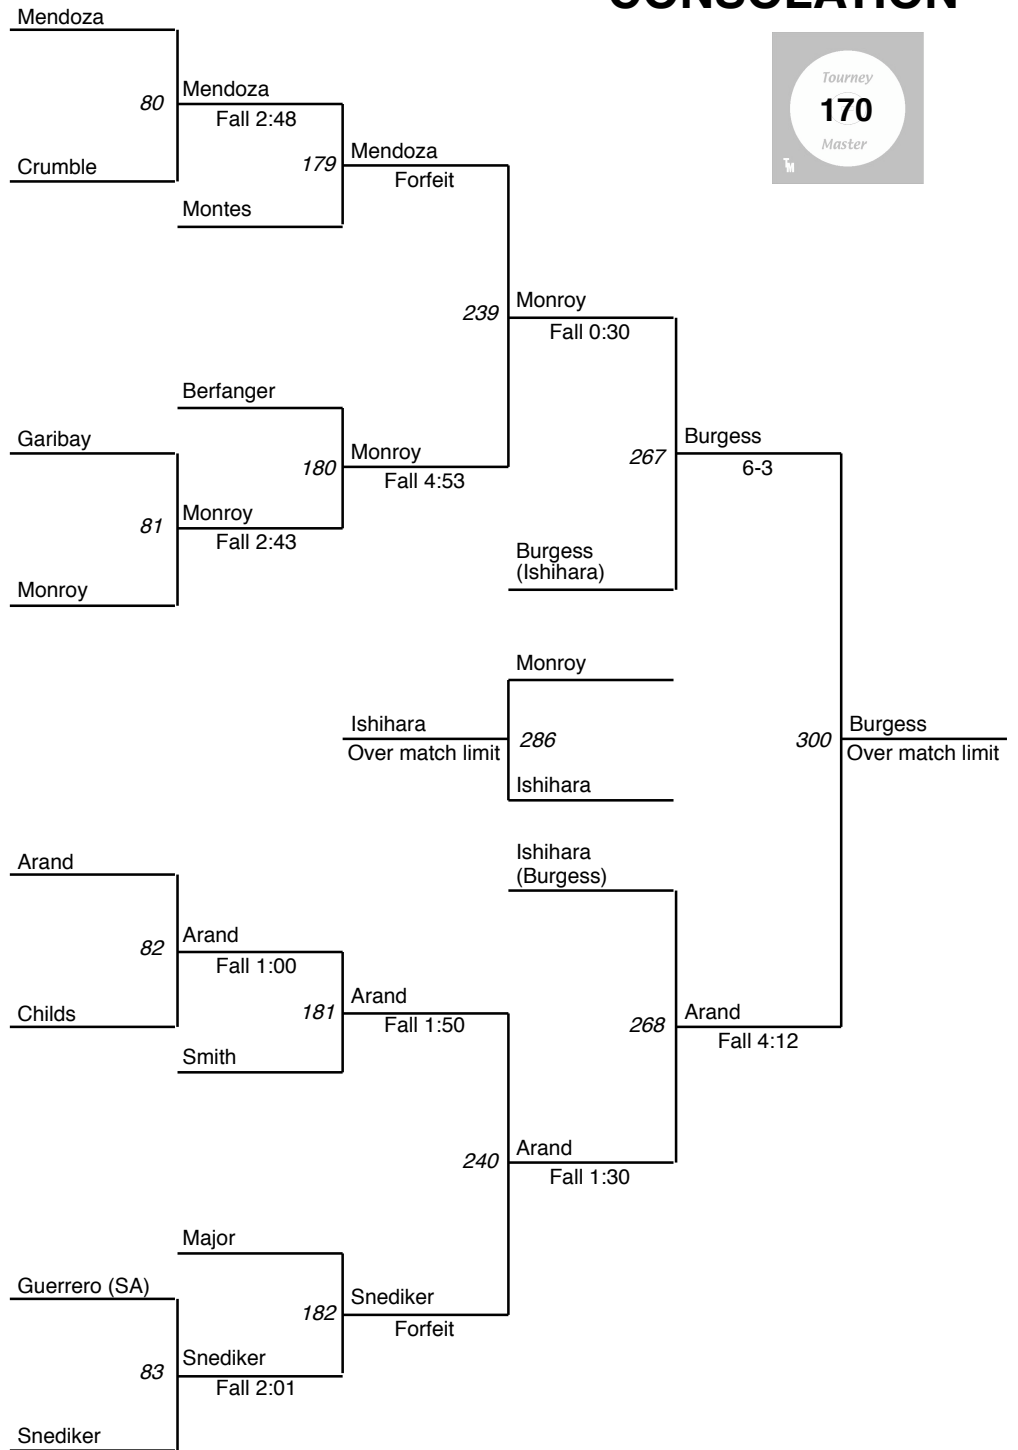 CONSOLATION
Mendoza
Tourney
170
Master
TM
80
Mendoza
Fall 2:48
Mendoza
179
Forfeit
Crumble
Montes
239
Monroy
Fall 0:30
Berfanger
Garibay
Burgess
267
6-3
180
Monroy
Fall 4:53
81
Monroy
Fall 2:43
Burgess
(Ishihara)
Monroy
Monroy
Ishihara
286
Over match limit
Ishihara
300
Burgess
Over match limit
Ishihara
(Burgess)
Arand
82
Arand
Fall 1:00
Arand
181
Fall 1:50
Childs
268
Arand
Fall 4:12
Smith
240
Arand
Fall 1:30
Major
Guerrero (SA)
182
Snediker
Forfeit
83
Snediker
Fall 2:01
Snediker